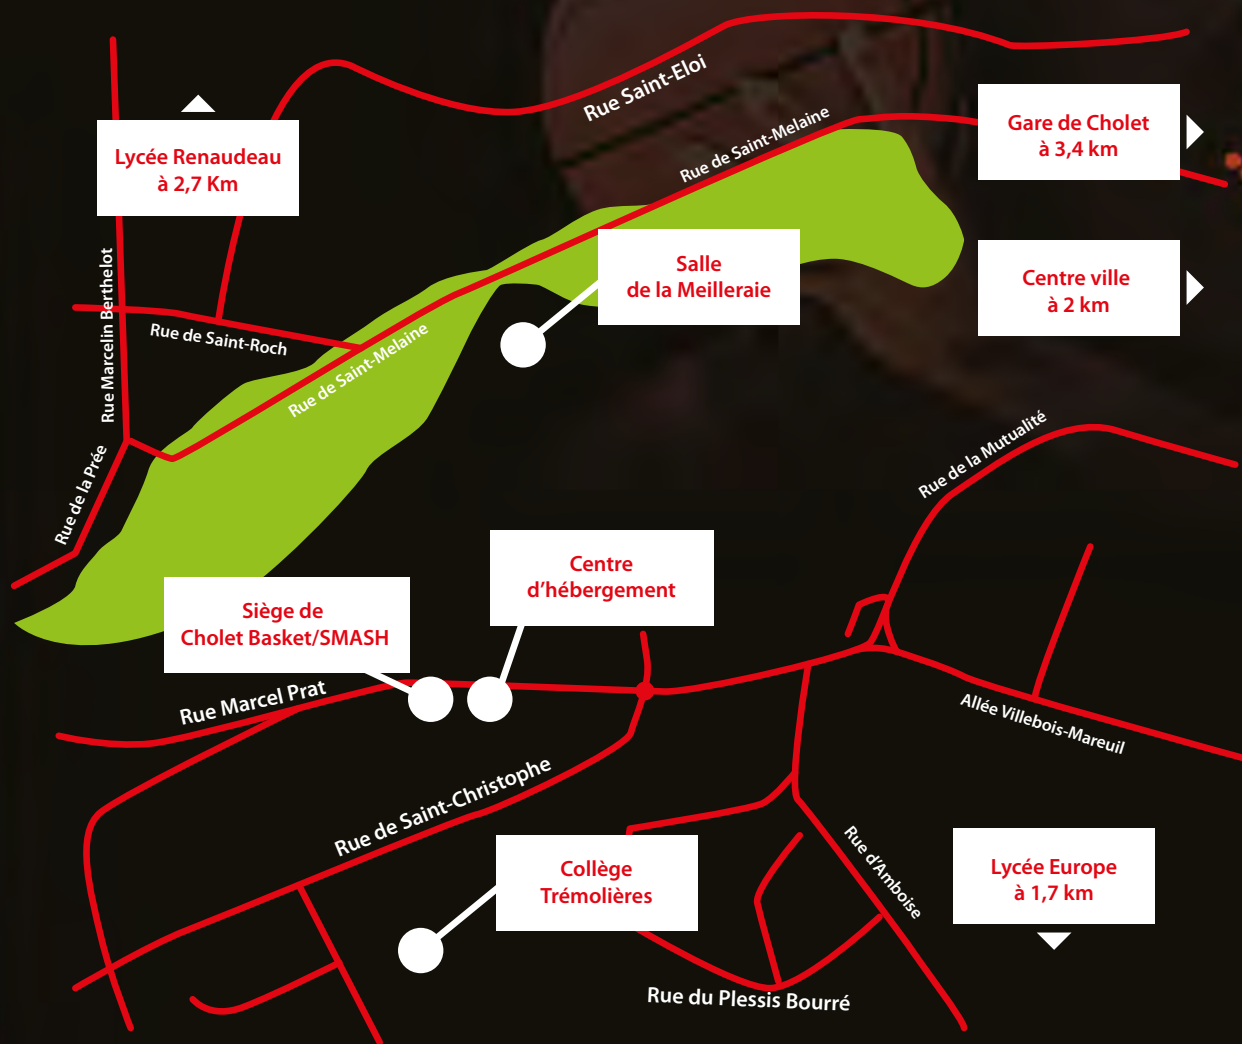 Rue Saint-Eloi
Rue de Saint-Melaine
Gare de Cholet
à 3,4 km
Lycée Renaudeau
à 2,7 Km
Salle
de la Meilleraie
Centre ville
à 2 km
Rue Marcelin Berthelot
Rue de Saint-Roch
Rue de Saint-Melaine
Rue de la Prée
Rue de la Mutualité
Centre
d’hébergement
Siège de
Cholet Basket/SMASH
Rue Marcel Prat
Allée Villebois-Mareuil
Rue de Saint-Christophe
Collège
Trémolières
Rue d’Amboise
Lycée Europe
à 1,7 km
Rue du Plessis Bourré